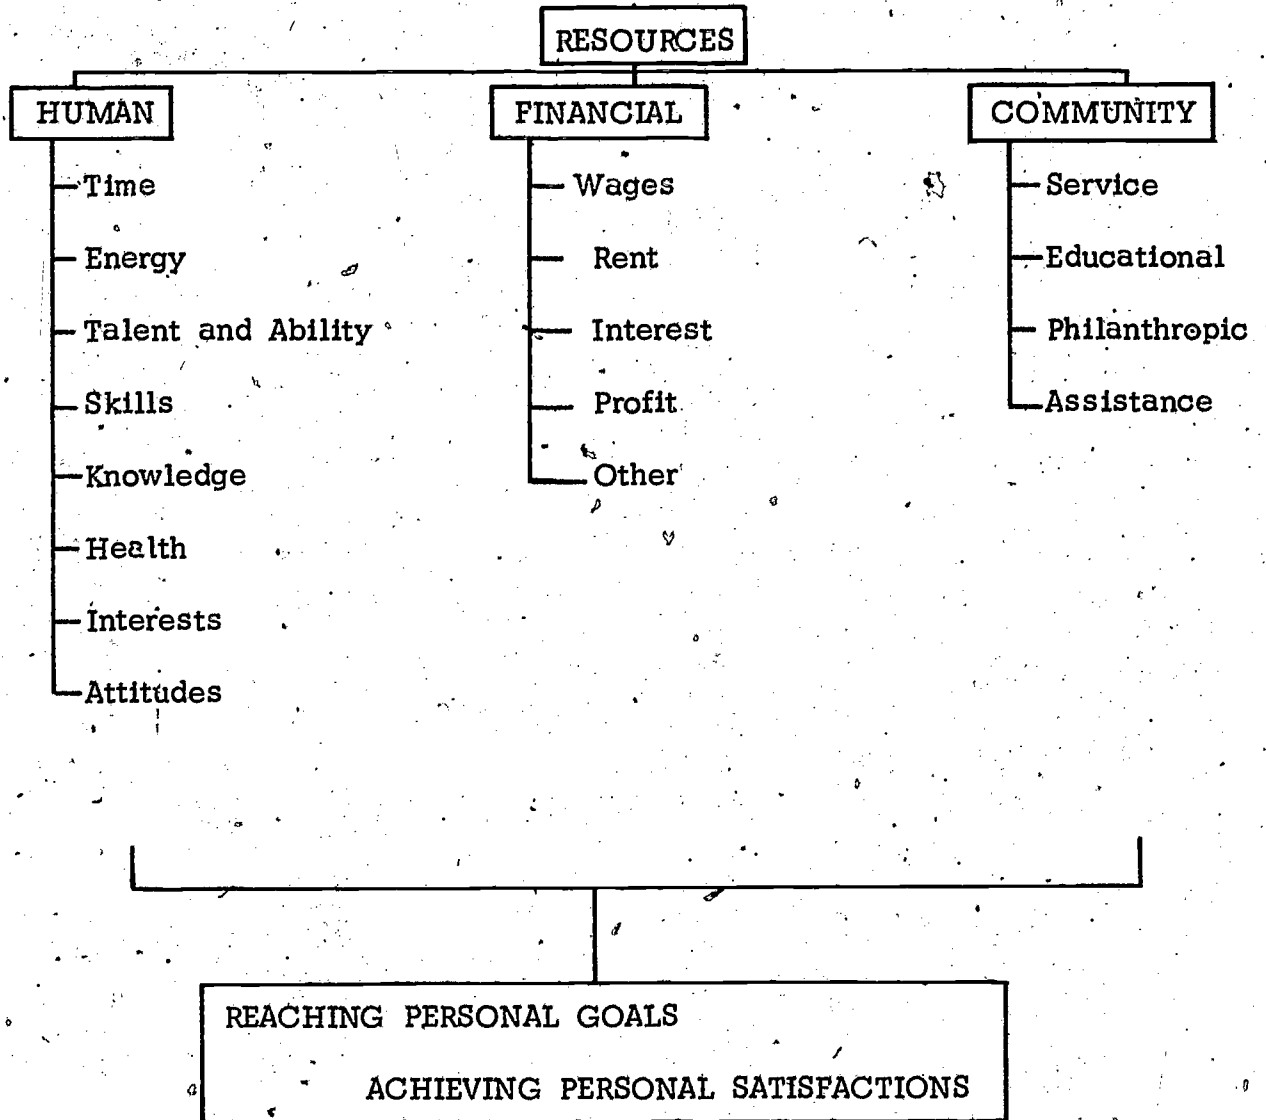 RESOURCES
HUMAN
Time
Energy
Talent and Ability
Skills
Knowledge
Health
Interests
Attitudes
FINANCIAL
Wages
Rent
Interest
Profit
Other
COMMUNITY
Service
Educational
Philanthropic
Assistance
REACHING PERSONAL GOALS
ACHIEVING PERSONAL SATISFACTIONS